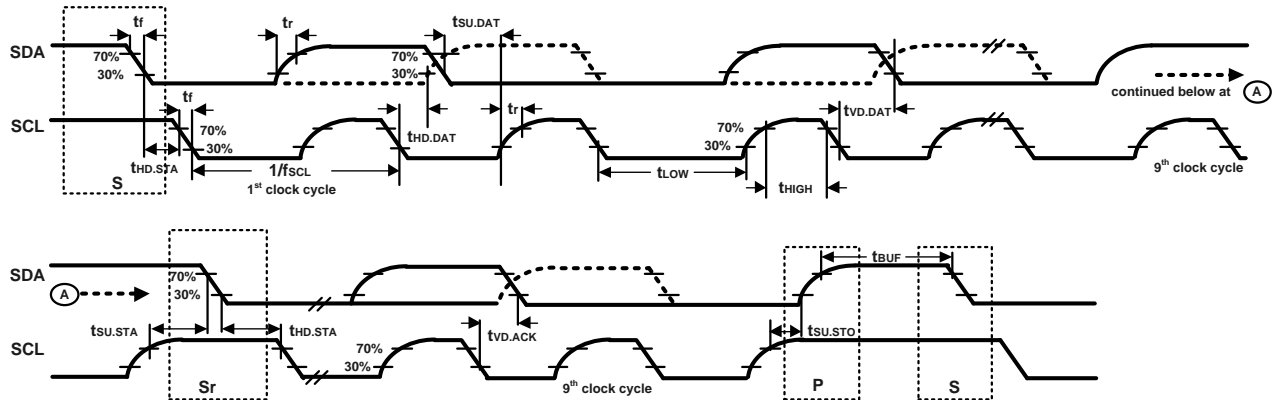 tf tr tSU.DAT
SDA 70% 30% 70% 30%
continued below at A
tf tHD.DAT tr tVD.DAT
SCL 70% 30% 70% 30%
tHD.STA 1/fSCL tLOW tHIGH
S 1st clock cycle 9th clock cycle
tBUF
SDA 70% 30%
A
tSU.STA tHD.STA tVD.ACK tSU.STO
SCL 70% 30%
Sr 9th clock cycle P S